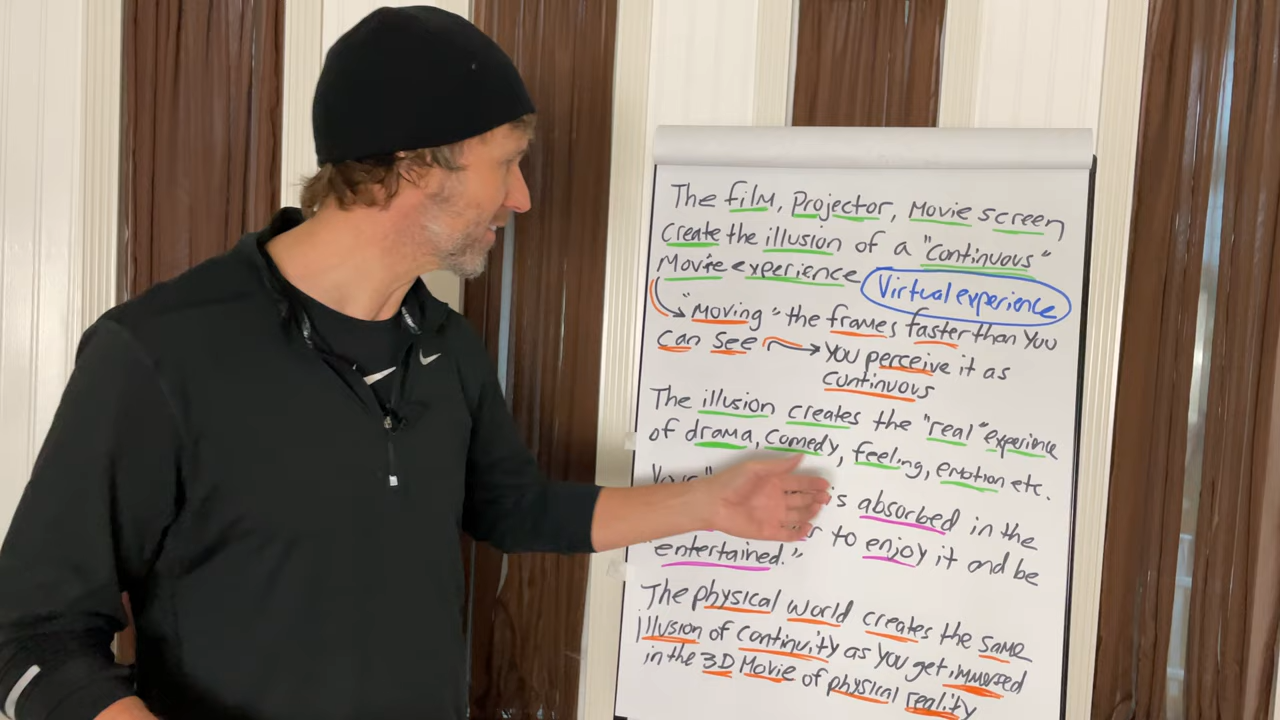 The film, Projector, Movie screen
create the illusion of a "continuous"
Movie experience
Virtual experience
"Moving" the frames faster than You
can see → You perceive it as
continuous
The illusion creates the "real" experience
of drama, comedy, feeling, emotion etc.
is absorbed in the
to enjoy it and be
"entertained."
The physical world creates the same
illusion of continuity as You get immersed
in the 3D Movie of physical reality